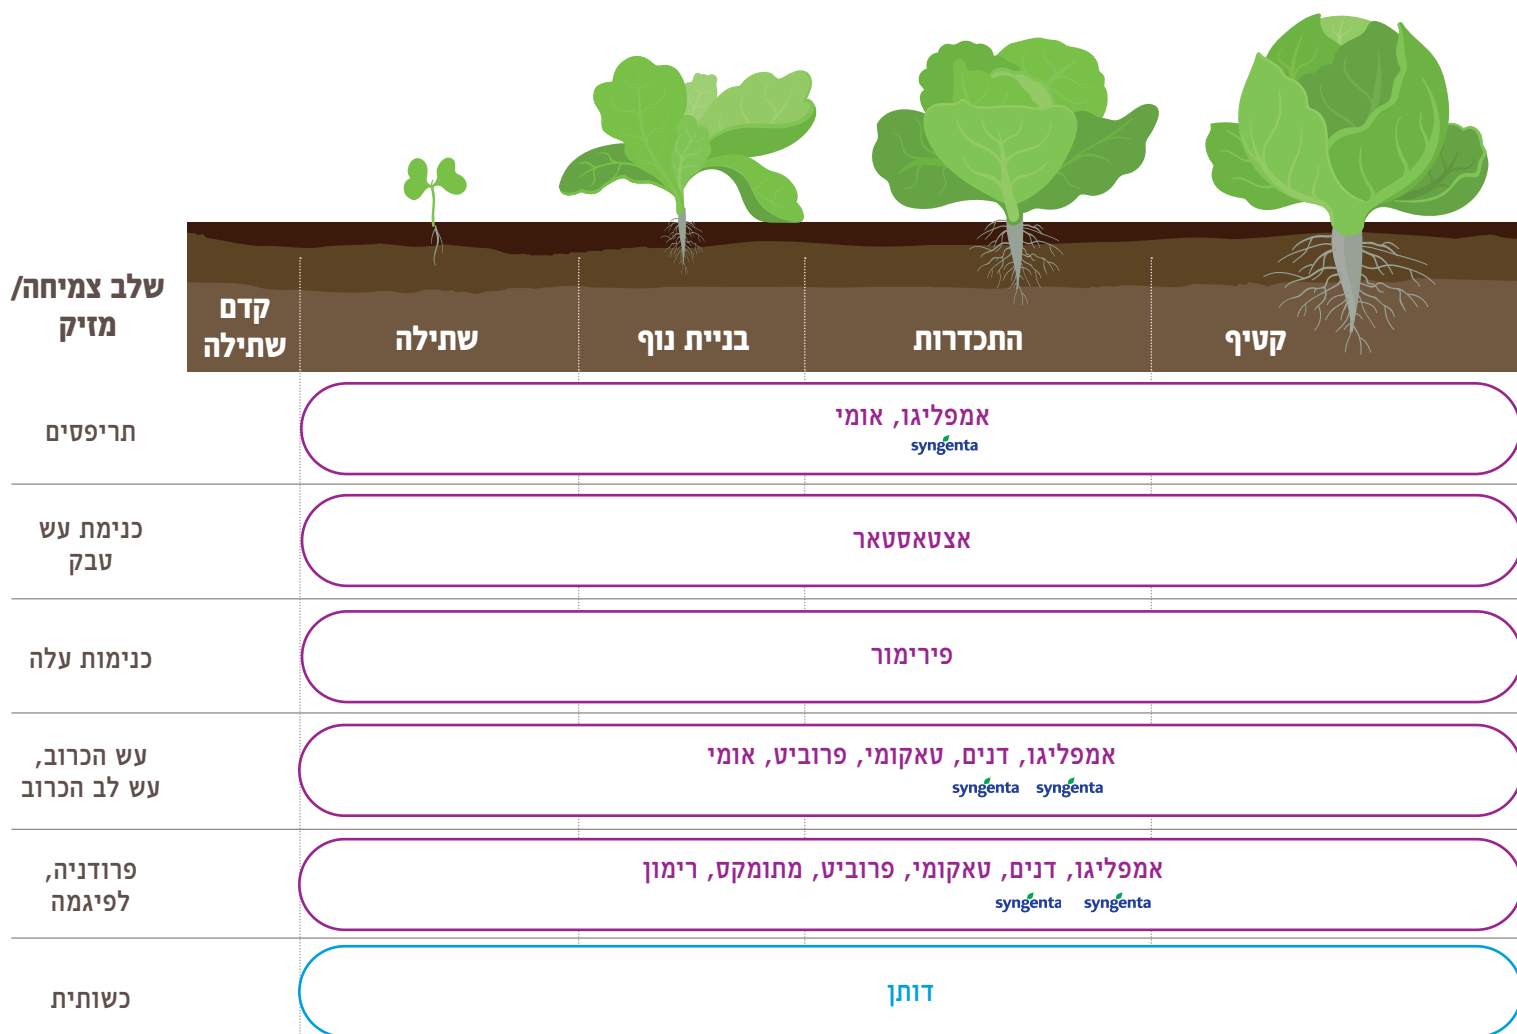 שלב צמיחה/
מזיק
קדם
שתילה
שתילה
בניית נוף
התכדרות
קטיף
תריפסים
אמפליגו, אומי
syngenta
כנימת עש
טבק
אצטאסטאר
כנימות עלה
פירימור
עש הכרוב,
עש לב הכרוב
אמפליגו, דנים, טאקומי, פרוביט, אומי
syngenta syngenta
פרודניה,
לפיגמה
אמפליגו, דנים, טאקומי, פרוביט, מתומקס, רימון
syngenta syngenta
כשותית
דותן